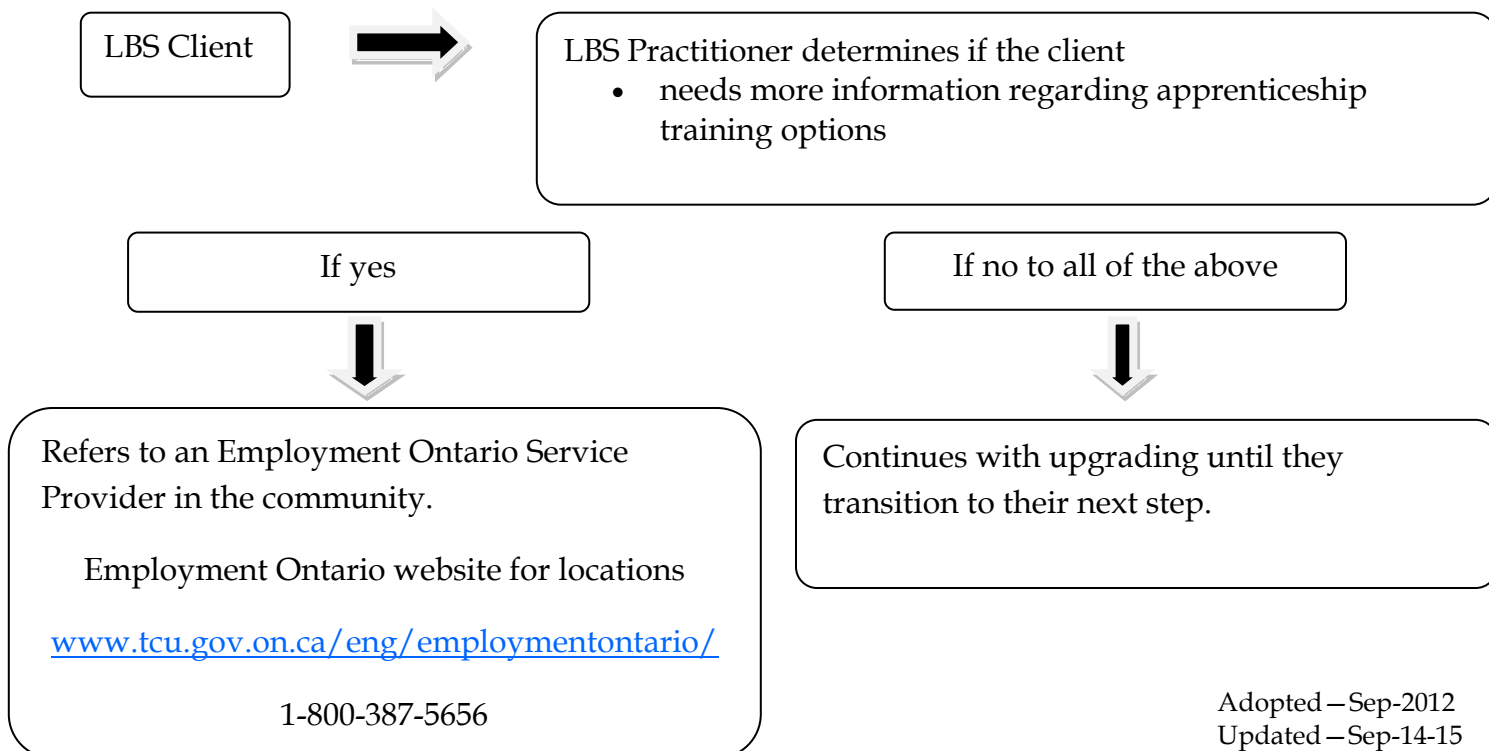 LBS Client
LBS Practitioner determines if the client
• needs more information regarding apprenticeship
training options
If yes
If no to all of the above
Refers to an Employment Ontario Service
Provider in the community.
Employment Ontario website for locations
www.tcu.gov.on.ca/eng/employmentontario/
1-800-387-5656
Continues with upgrading until they
transition to their next step.
Adopted—Sep-2012
Updated—Sep-14-15